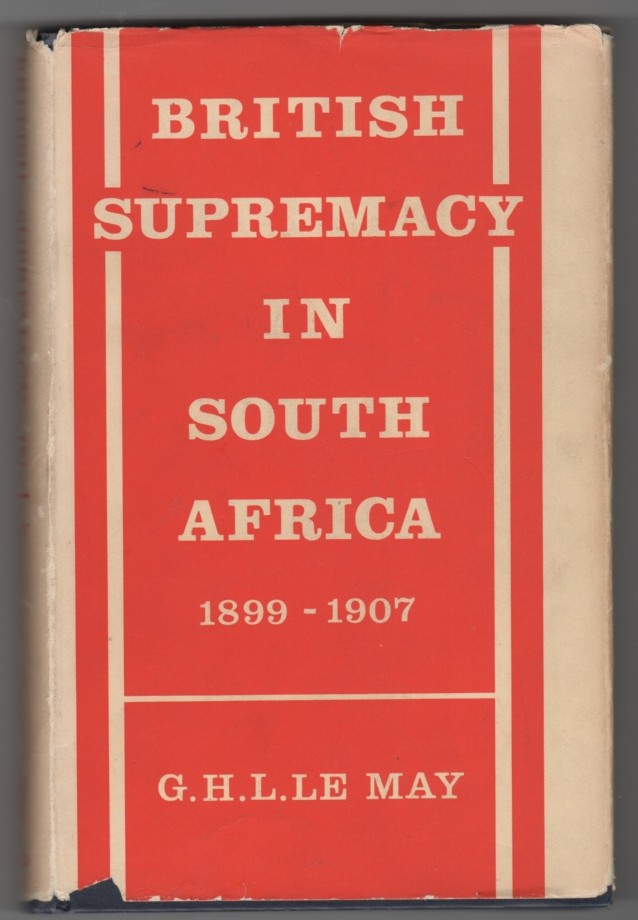 BRITISH
SUPREMACY
IN
SOUTH
AFRICA
1899 - 1907
G.H.L.LE MAY